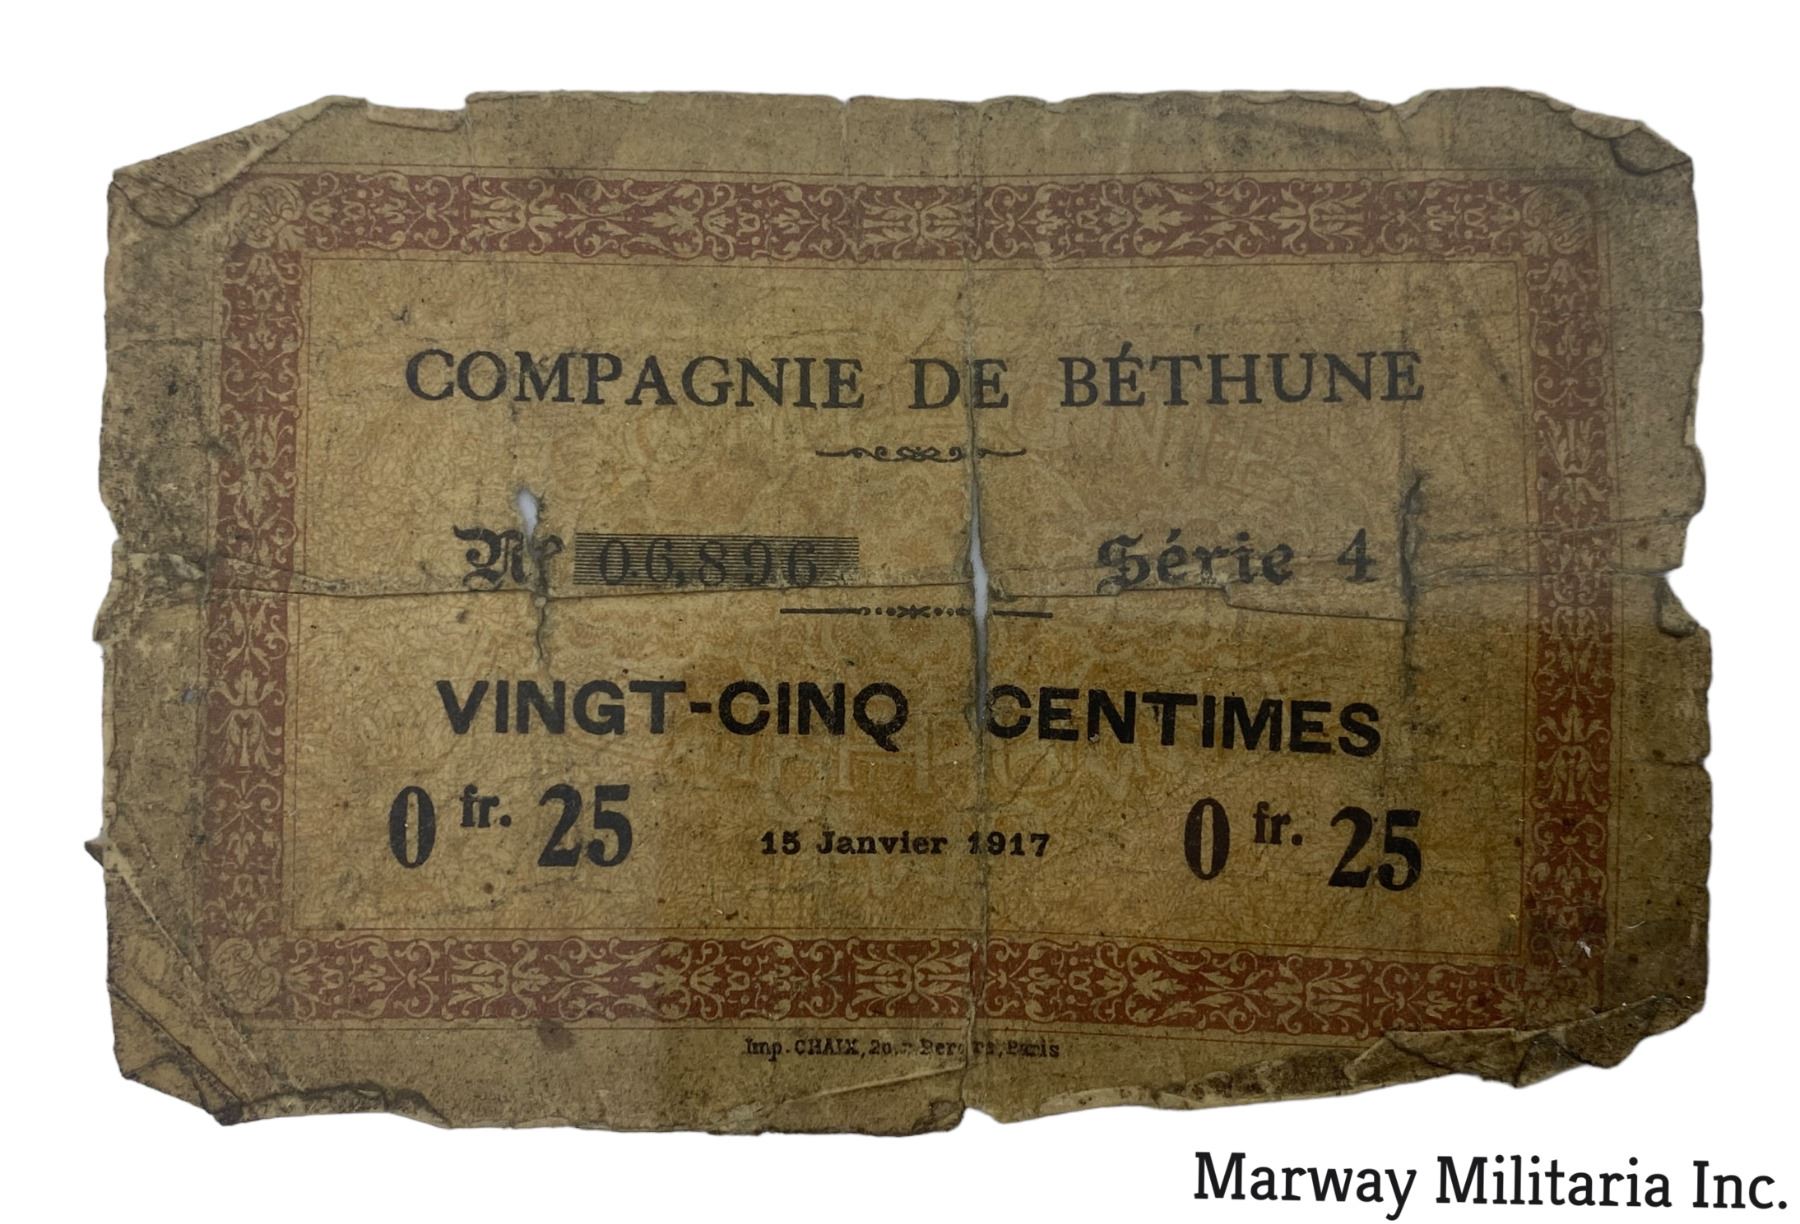 COMPAGNIE DE BÉTHUNE
No 06,896 Série 4
VINGT-CINQ CENTIMES
0 fr. 25 15 Janvier 1917 0 fr. 25
Imp. CHAIX, 20, Paris
Marway Militaria Inc.